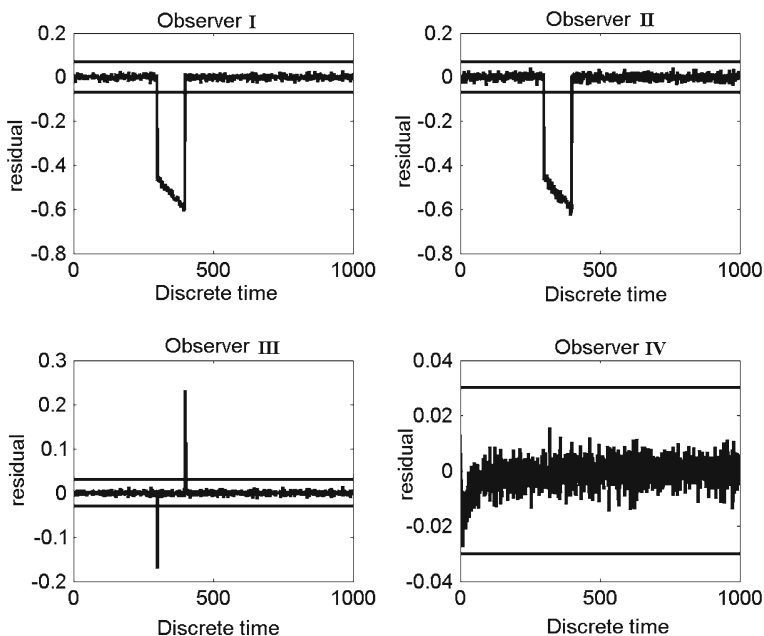 Observer I
0.2
0
-0.2
-0.4
-0.6
-0.8
residual
0
500
1000
Discrete time
Observer II
0.2
0
-0.2
-0.4
-0.6
-0.8
residual
0
500
1000
Discrete time
Observer III
0.3
0.2
0.1
0
-0.1
-0.2
residual
0
500
1000
Discrete time
Observer IV
0.04
0.02
0
-0.02
-0.04
residual
0
500
1000
Discrete time